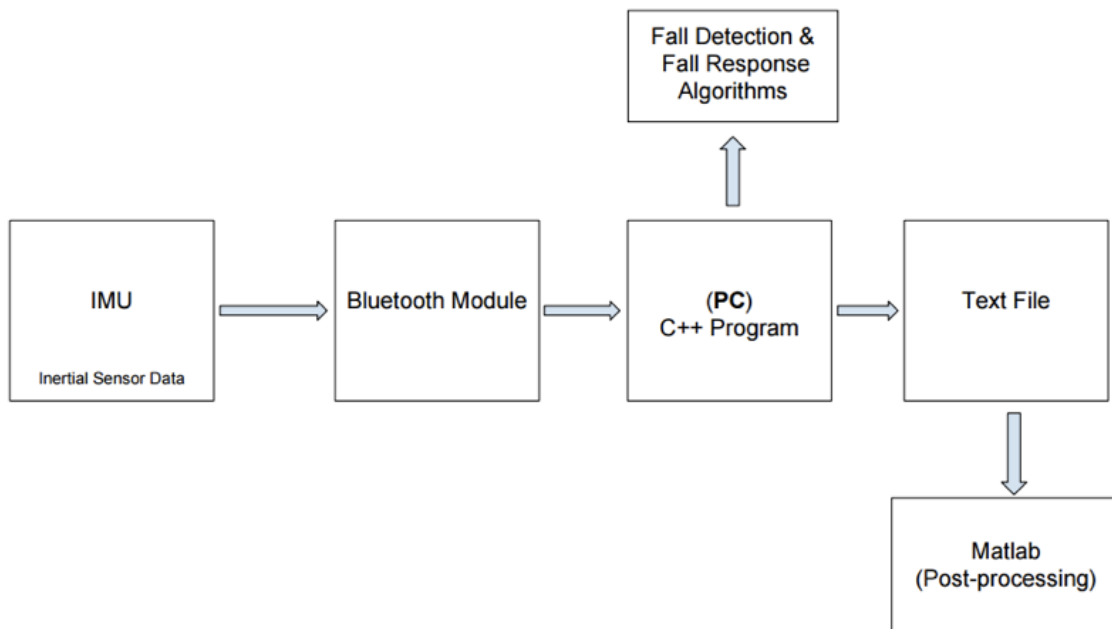 Fall Detection &
Fall Response
Algorithms
IMU
Inertial Sensor Data
Bluetooth Module
(PC)
C++ Program
Text File
Matlab
(Post-processing)